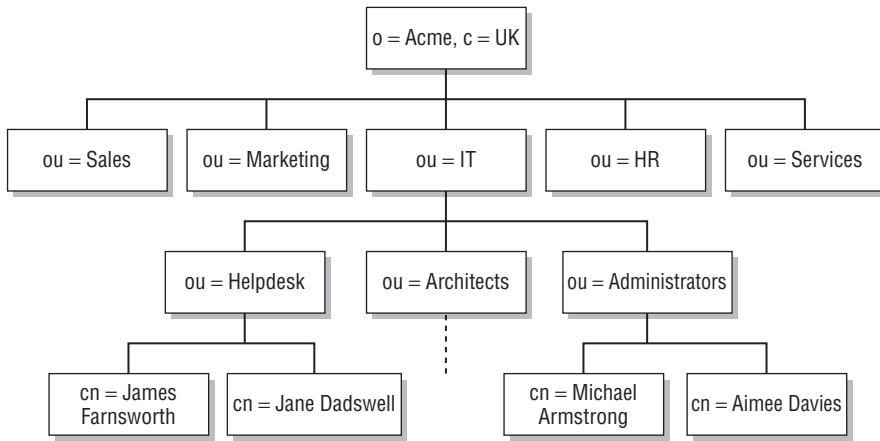 o = Acme, c = UK
ou = Sales
ou = Marketing
ou = IT
ou = HR
ou = Services
ou = Helpdesk
ou = Architects
ou = Administrators
cn = James
Farnsworth
cn = Jane Dadswell
cn = Michael
Armstrong
cn = Aimee Davies